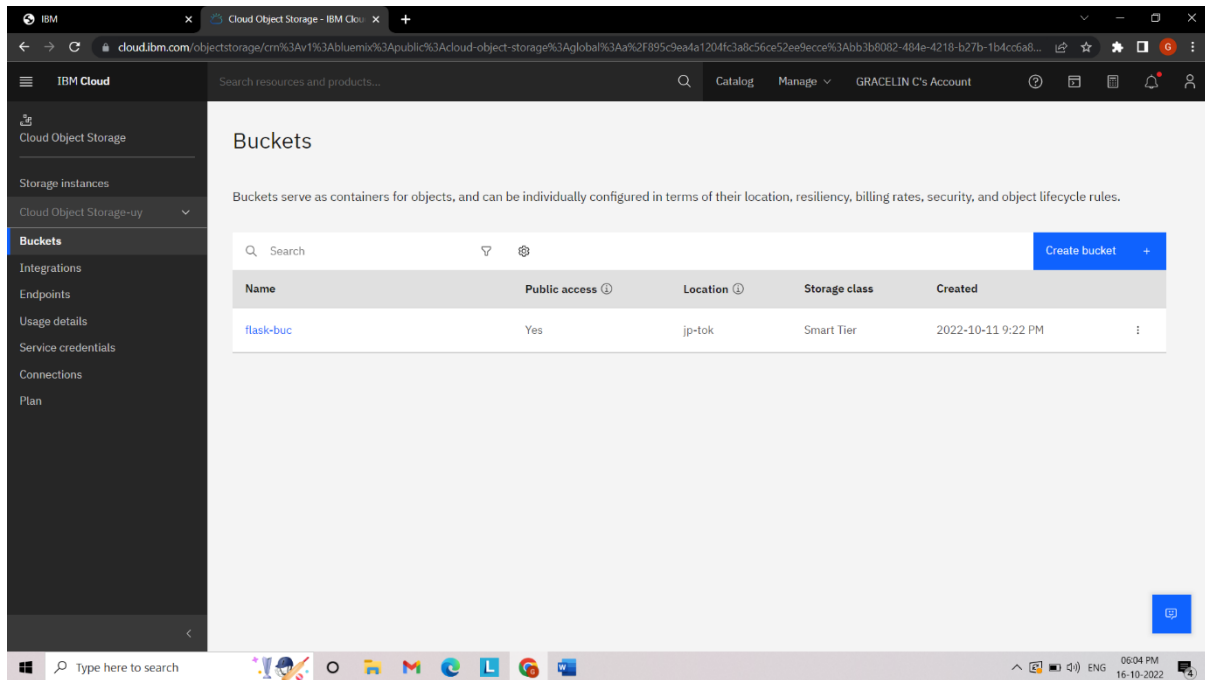 IBM
Cloud Object Storage - IBM Clou
cloud.ibm.com/objectstorage/crn%3Av1%3Abluemix%3Apublic%3Acloud-object-storage%3Aglobal%3Aa%2F895c9ea4a1204fc3a8c56ce52ee9ecce%3Abb3b8082-484e-4218-b27b-1b4cc6a8...
G
IBM Cloud
Search resources and products...
Catalog
Manage
GRACELIN C's Account
Cloud Object Storage
Storage instances
Cloud Object Storage-uy
Buckets
Integrations
Endpoints
Usage details
Service credentials
Connections
Plan
Buckets
Buckets serve as containers for objects, and can be individually configured in terms of their location, resiliency, billing rates, security, and object lifecycle rules.
Search
Create bucket +
Name Public access Location Storage class Created
flask-buc Yes jp-tok Smart Tier 2022-10-11 9:22 PM
Type here to search
L
W
ENG
06:04 PM
16-10-2022
4